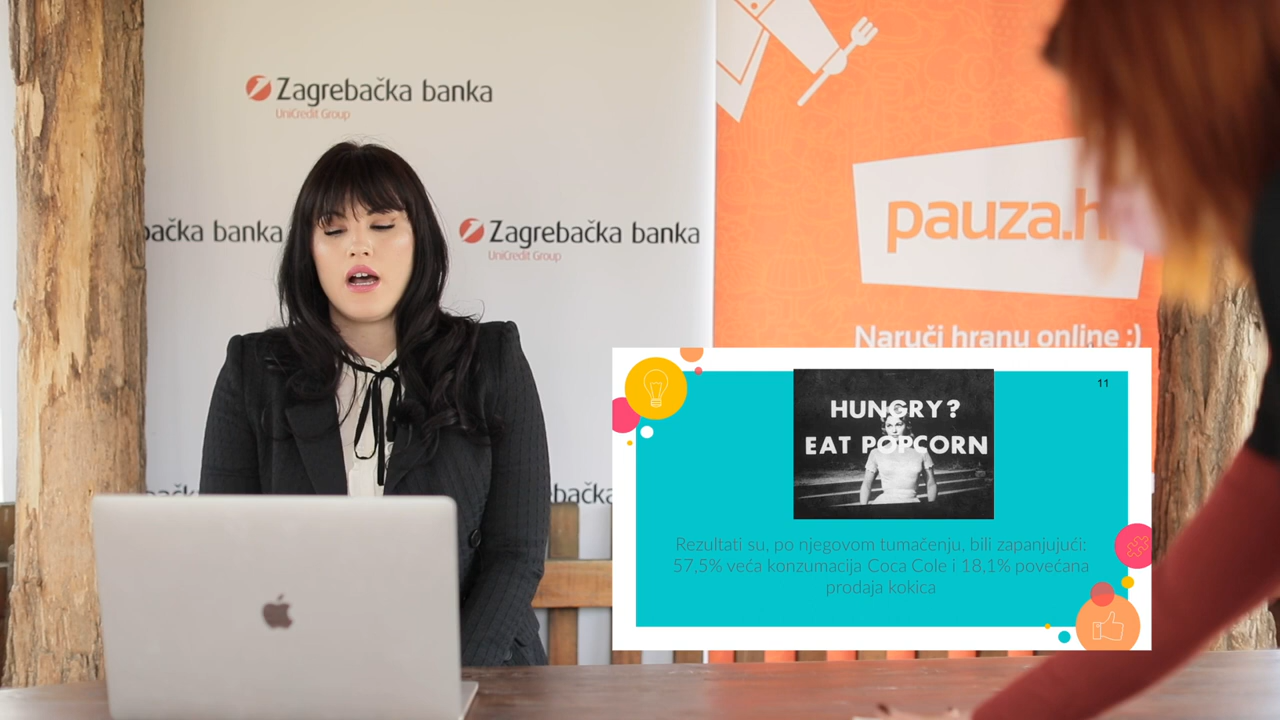 Zagrebačka banka
UniCredit Group
bačka banka
Zagrebačka banka
UniCredit Group
pauza.h
Naruči hranu online :)
11
HUNGRY?
EAT POPCORN
Rezultati su, po njegovom tumačenju, bili zapanjujući:
57,5% veća konzumacija Coca Cole i 18,1% povećana
prodaja kokica